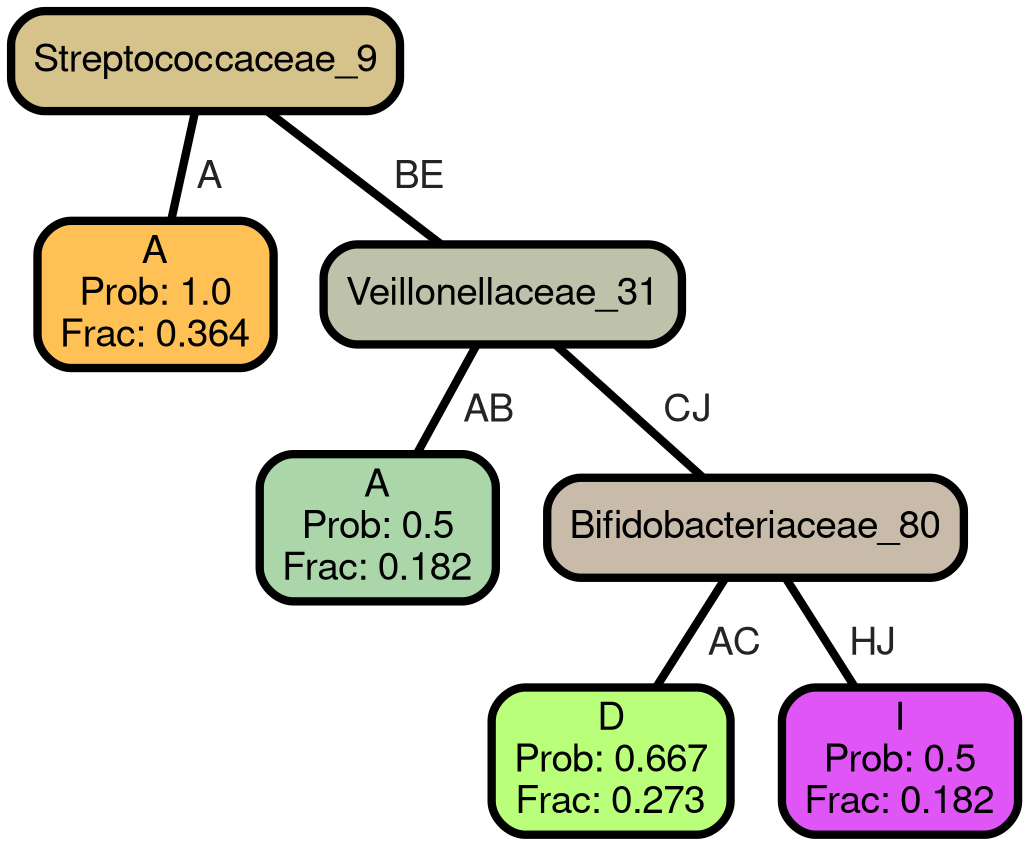 Streptococcaceae_9
A
BE
A
Prob: 1.0
Frac: 0.364
Veillonellaceae_31
AB
CJ
A
Prob: 0.5
Frac: 0.182
Bifidobacteriaceae_80
AC
HJ
D
Prob: 0.667
Frac: 0.273
I
Prob: 0.5
Frac: 0.182